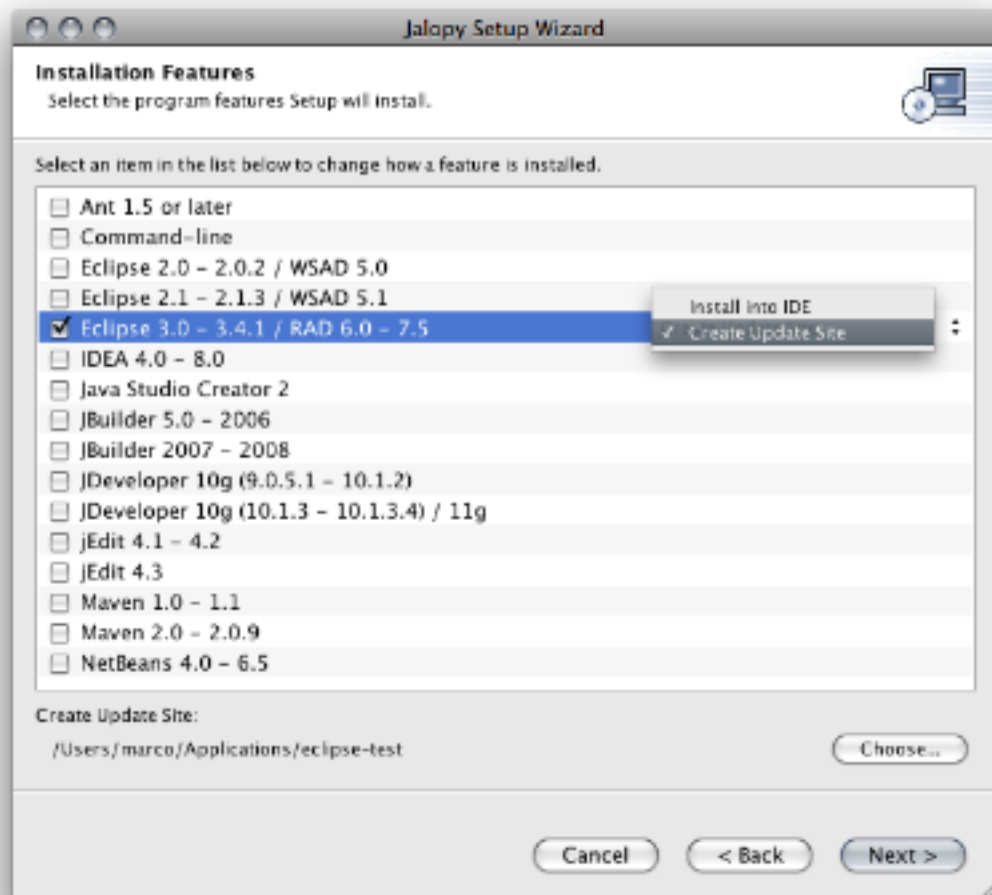 Jalopy Setup Wizard
Installation Features
Select the program features Setup will install.
Select an item in the list below to change how a feature is installed.
Ant 1.5 or later
Command-line
Eclipse 2.0 - 2.0.2 / WSAD 5.0
Eclipse 2.1 - 2.1.3 / WSAD 5.1
Install into IDE
Eclipse 3.0 - 3.4.1 / RAD 6.0 - 7.5
✓ Create Update Site
IDEA 4.0 - 8.0
Java Studio Creator 2
JBuilder 5.0 - 2006
JBuilder 2007 - 2008
JDeveloper 10g (9.0.5.1 - 10.1.2)
JDeveloper 10g (10.1.3 - 10.1.3.4) / 11g
jEdit 4.1 - 4.2
jEdit 4.3
Maven 1.0 - 1.1
Maven 2.0 - 2.0.9
NetBeans 4.0 - 6.5
Create Update Site:
/Users/marco/Applications/eclipse-test
Choose...
Cancel
< Back
Next >